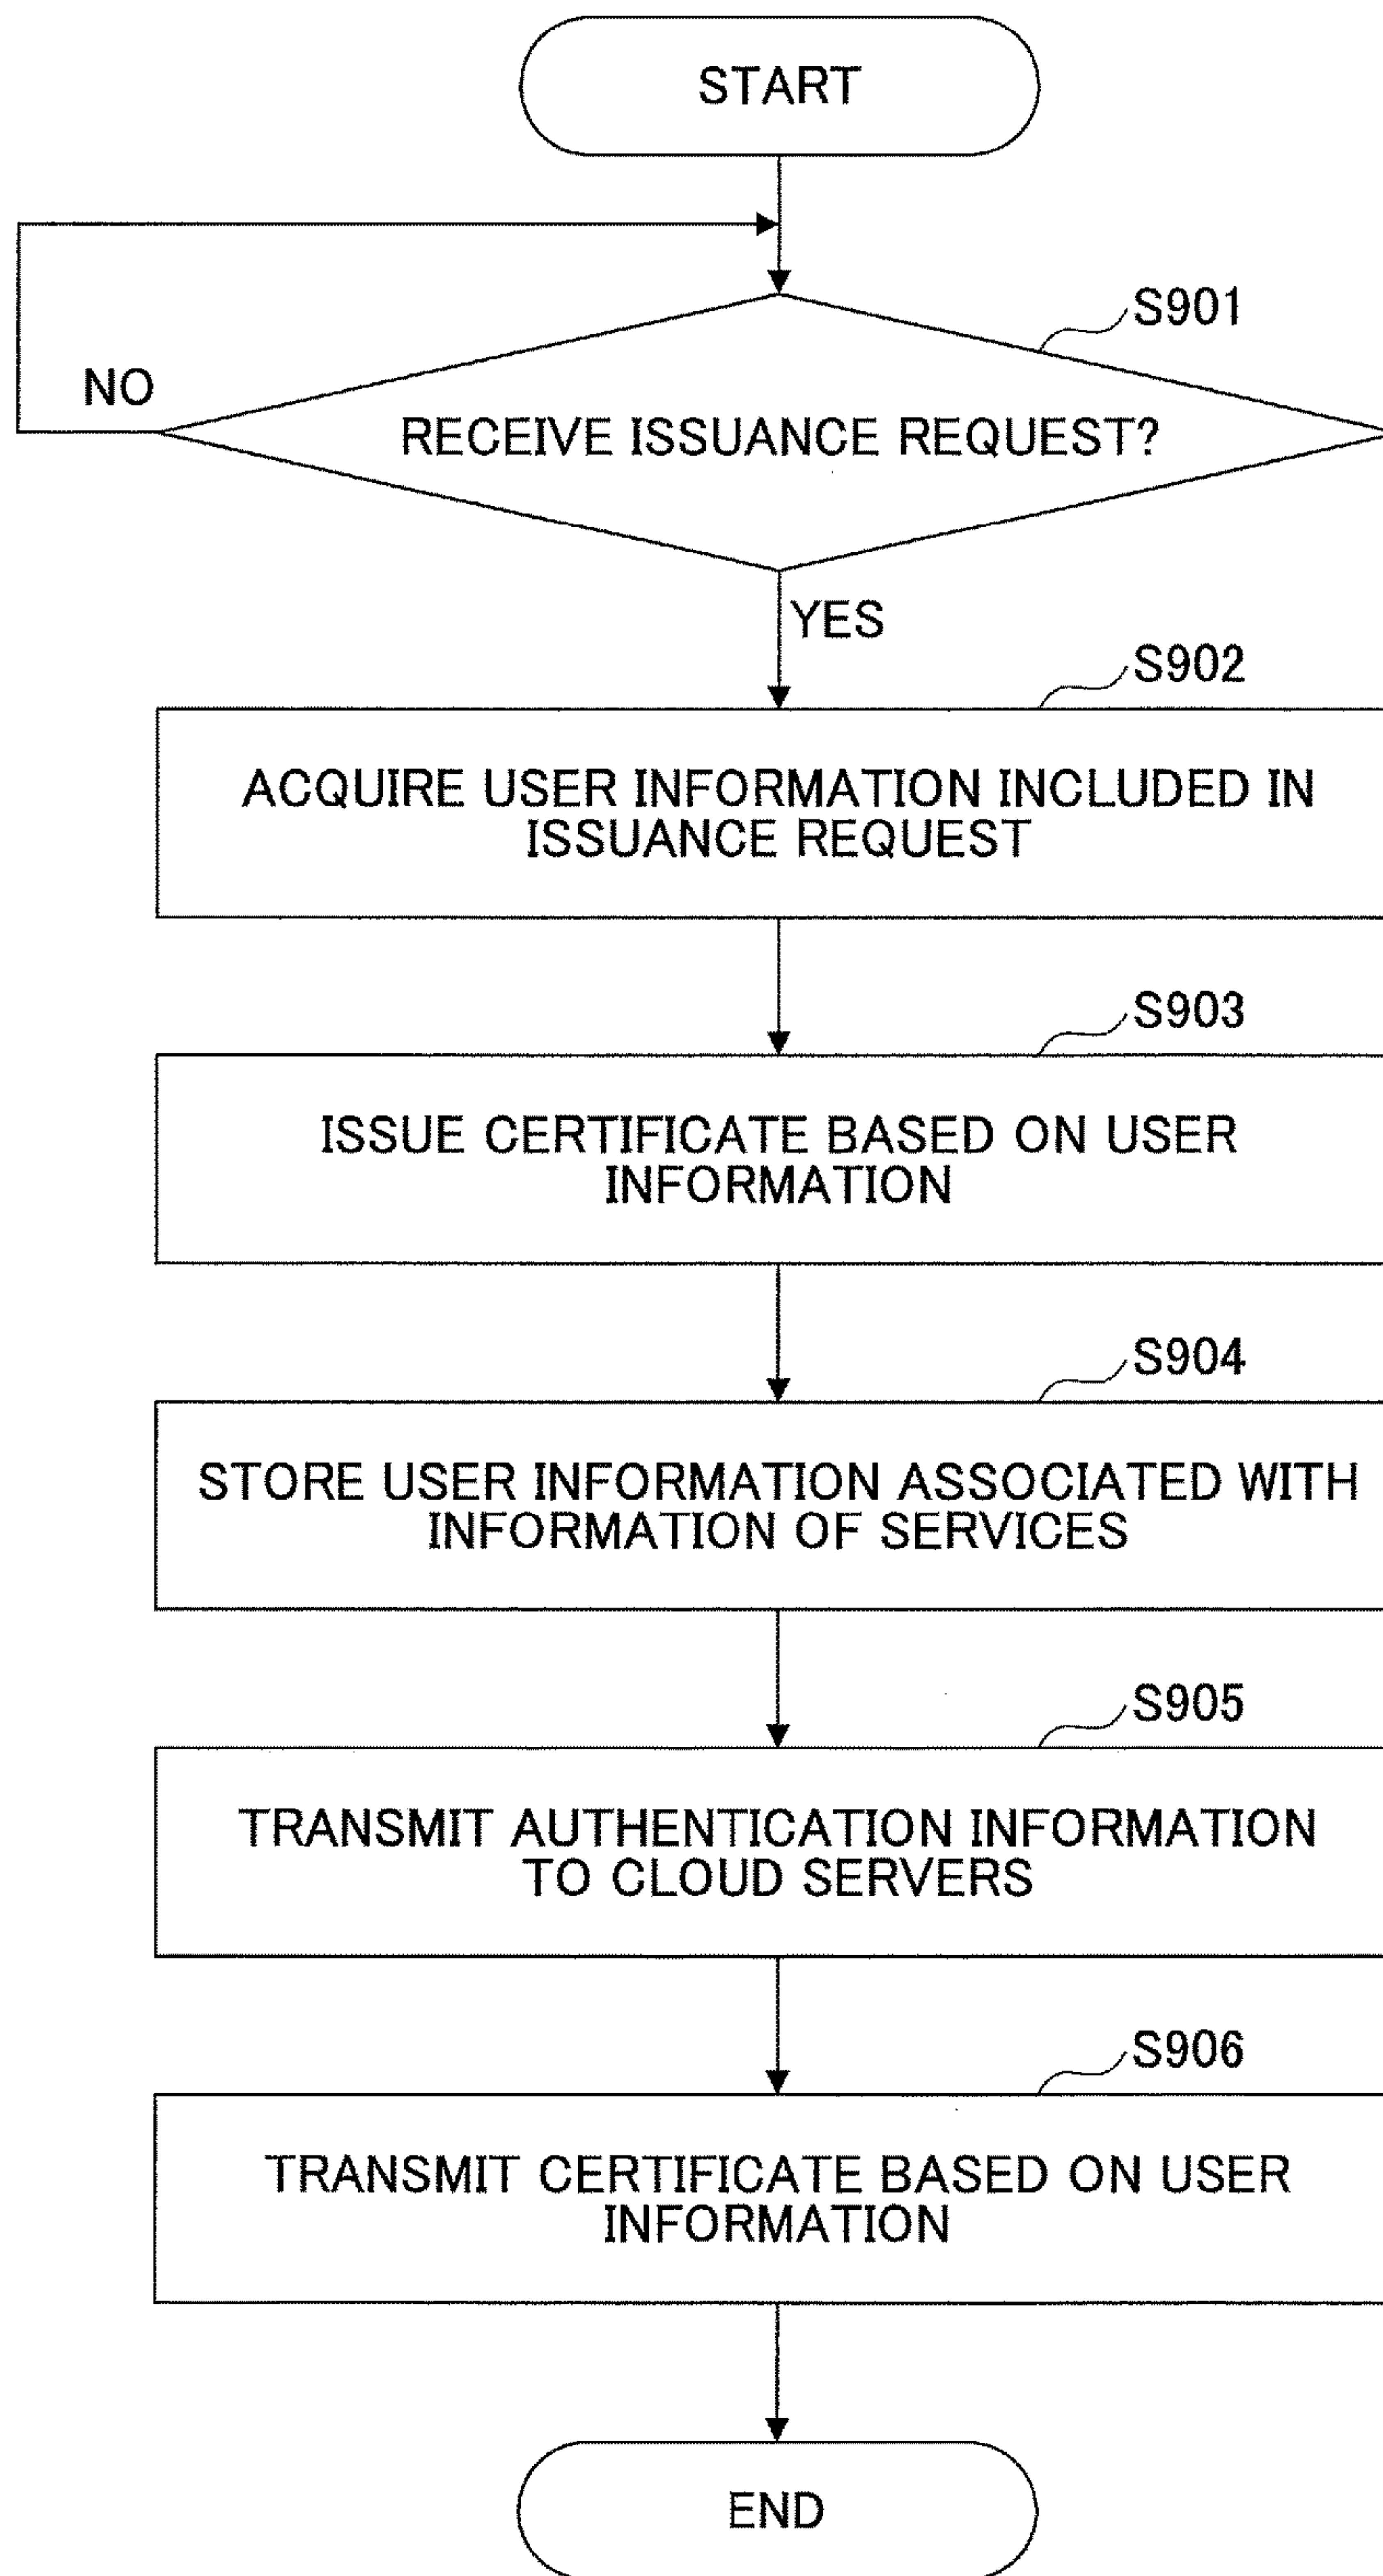 START
S901
NO
RECEIVE ISSUANCE REQUEST?
YES
S902
ACQUIRE USER INFORMATION INCLUDED IN
ISSUANCE REQUEST
S903
ISSUE CERTIFICATE BASED ON USER
INFORMATION
S904
STORE USER INFORMATION ASSOCIATED WITH
INFORMATION OF SERVICES
S905
TRANSMIT AUTHENTICATION INFORMATION
TO CLOUD SERVERS
S906
TRANSMIT CERTIFICATE BASED ON USER
INFORMATION
END